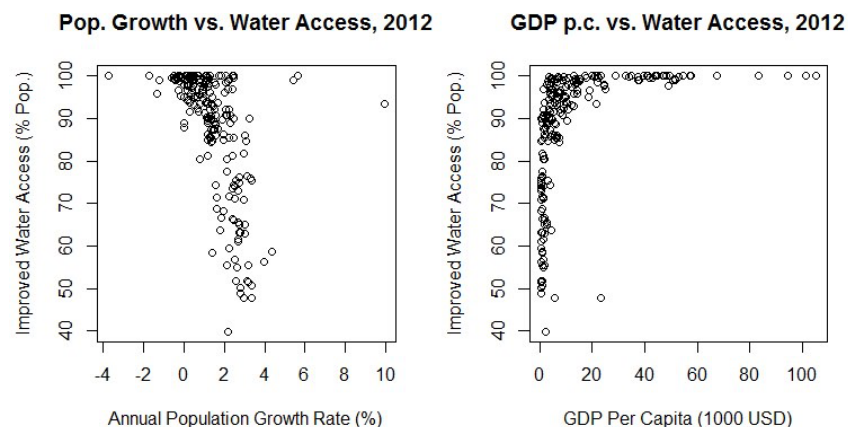 Pop. Growth vs. Water Access, 2012
Improved Water Access (% Pop.)
100
90
80
70
60
50
40
-4 -2 0 2 4 6 8 10
Annual Population Growth Rate (%)
GDP p.c. vs. Water Access, 2012
Improved Water Access (% Pop.)
100
90
80
70
60
50
40
0 20 40 60 80 100
GDP Per Capita (1000 USD)